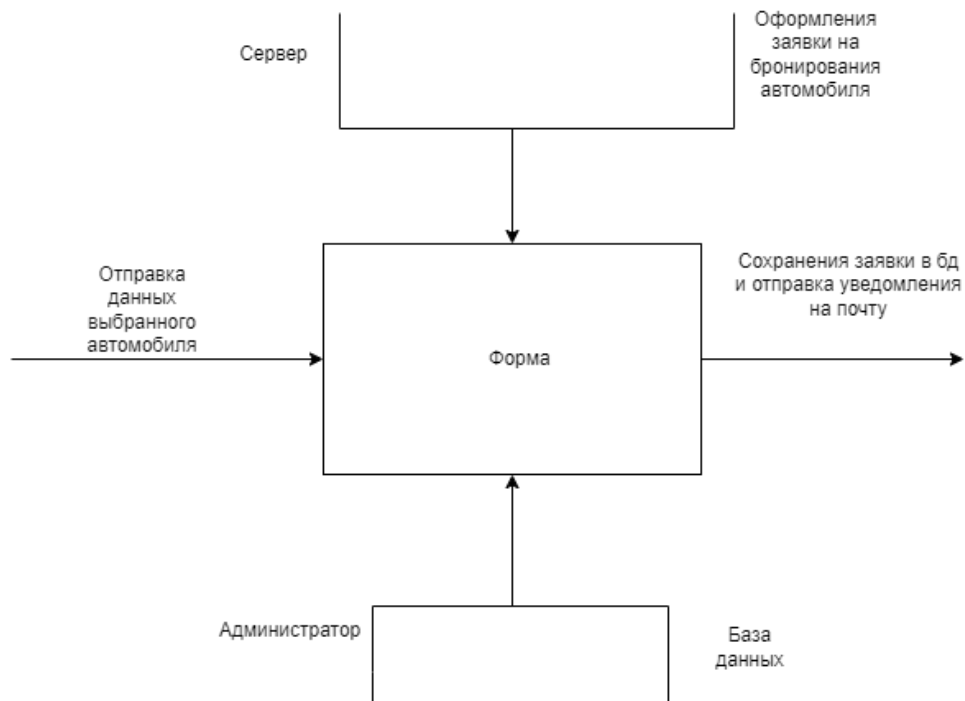 Сервер
Оформления
заявки на
бронирования
автомобиля
Отправка
данных
выбранного
автомобиля
Форма
Сохранения заявки в бд
и отправка уведомления
на почту
Администратор
База
данных